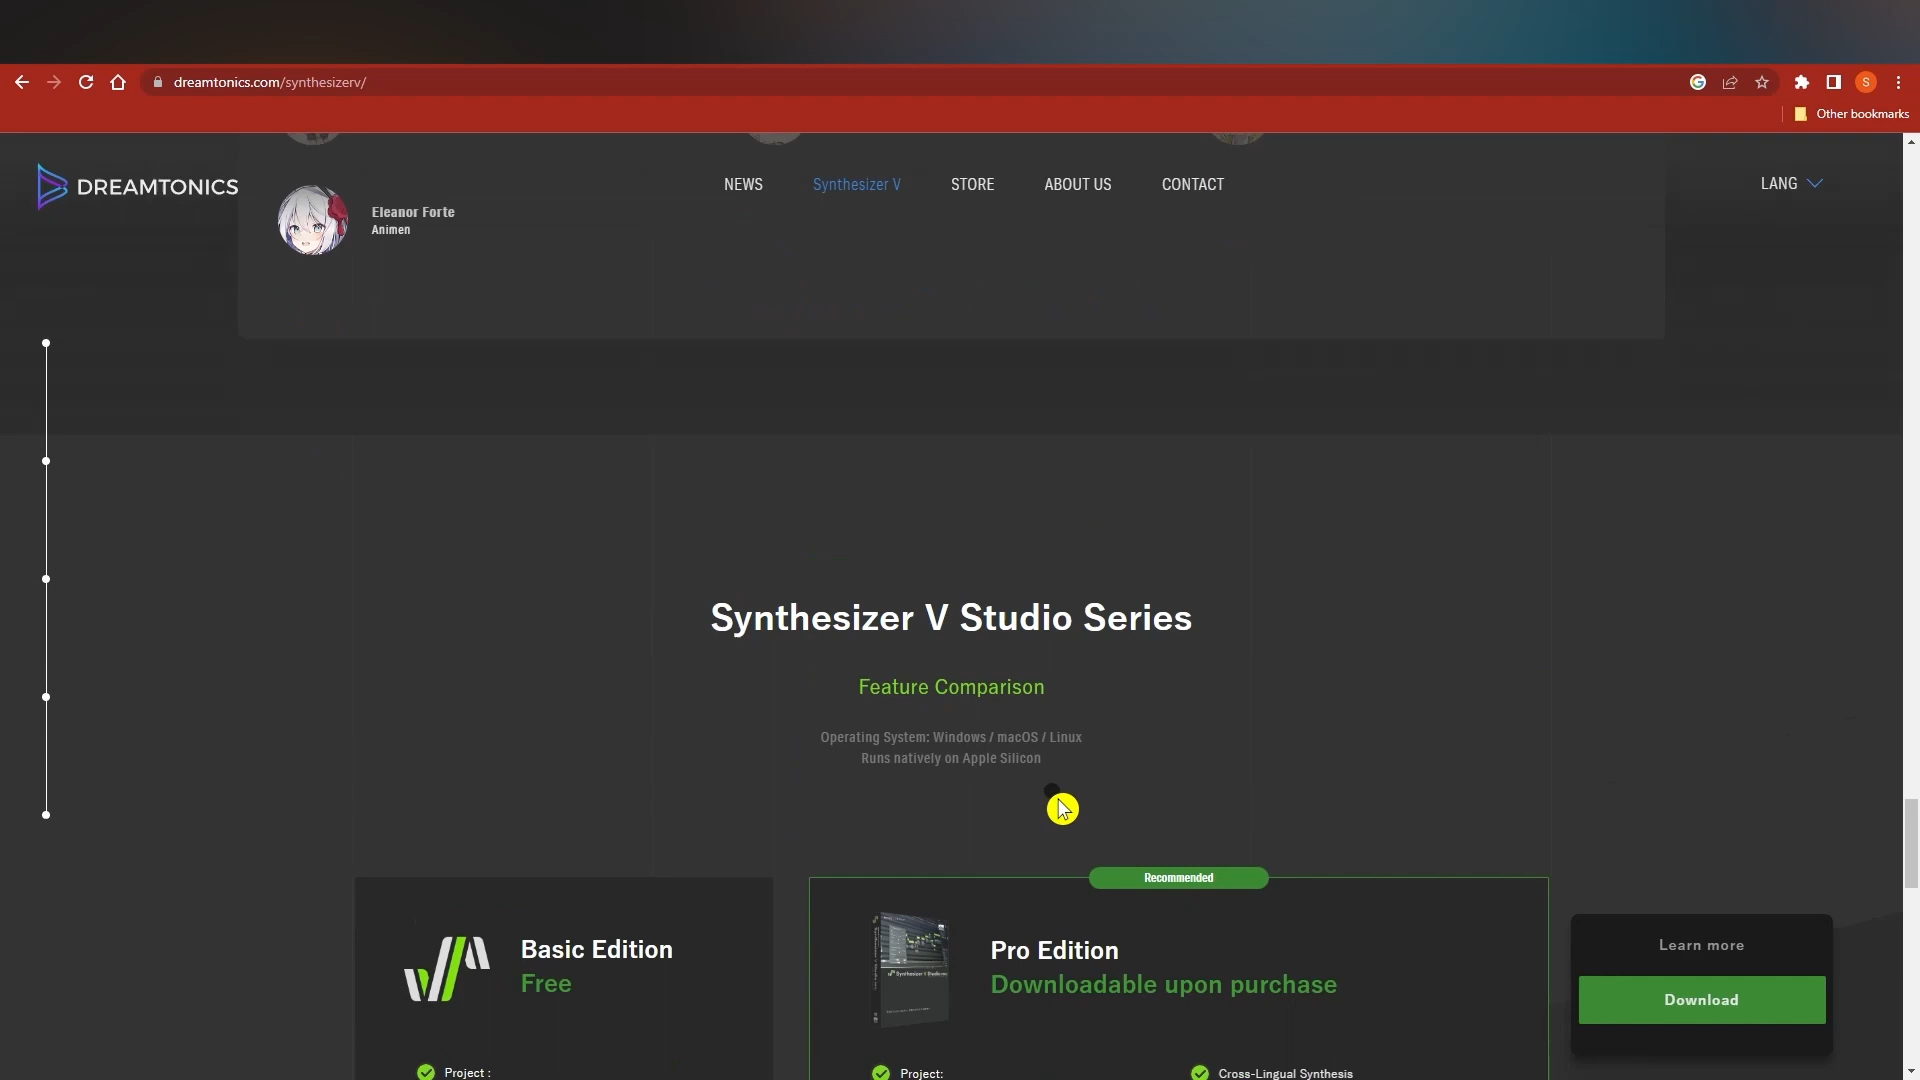 dreamtonics.com/synthesizerv/
S
Other bookmarks
DREAMTONICS
NEWS
Synthesizer V
STORE
ABOUT US
CONTACT
LANG
Eleanor Forte
Animen
Synthesizer V Studio Series
Feature Comparison
Operating System: Windows / macOS / Linux
Runs natively on Apple Silicon
Recommended
Basic Edition
Free
Pro Edition
Downloadable upon purchase
Learn more
Download
Project :
Project:
Cross-Lingual Synthesis